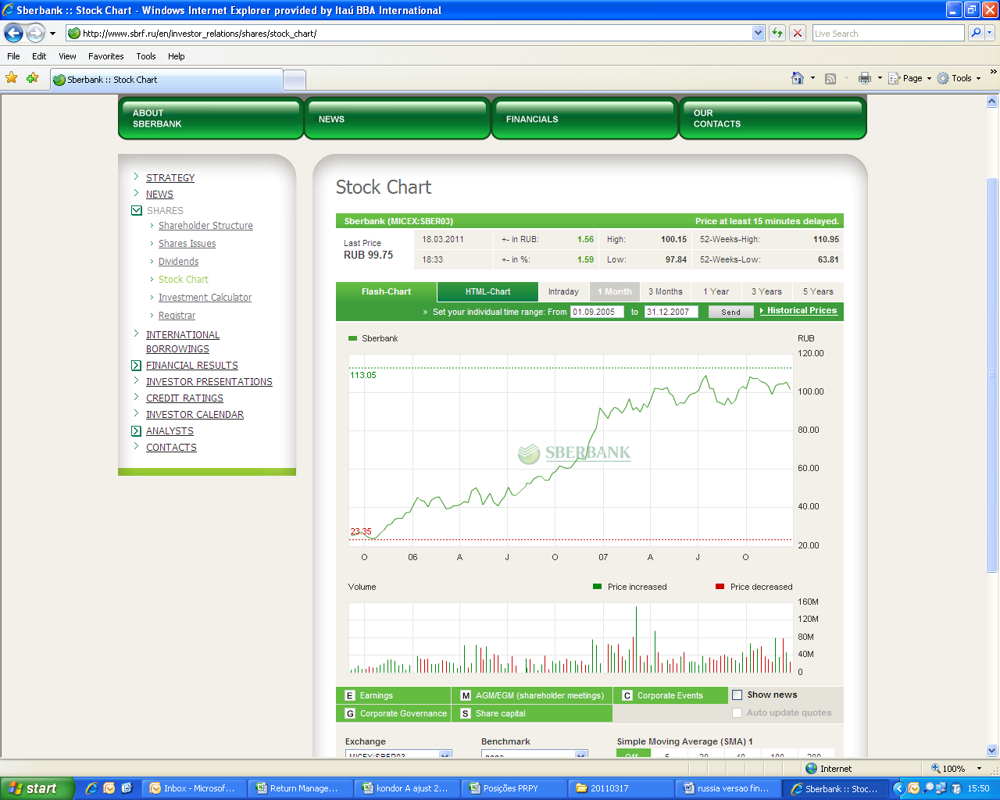 Sberbank :: Stock Chart - Windows Internet Explorer provided by Itaú BBA International
http://www.sbrf.ru/en/investor_relations/shares/stock_chart/
Live Search
File Edit View Favorites Tools Help
Sberbank :: Stock Chart
Page Tools
ABOUT SBERBANK
NEWS
FINANCIALS
OUR CONTACTS
STRATEGY
NEWS
SHARES
Shareholder Structure
Shares Issues
Dividends
Stock Chart
Investment Calculator
Registrar
INTERNATIONAL
BORROWINGS
FINANCIAL RESULTS
INVESTOR PRESENTATIONS
CREDIT RATINGS
INVESTOR CALENDAR
ANALYSTS
CONTACTS
Stock Chart
Sberbank (MICEX:SBER03) Price at least 15 minutes delayed.
Last Price
RUB 99.75
18.03.2011 +- in RUB: 1.56 High: 100.15 52-Weeks-High: 110.95
18:33 +- in %: 1.59 Low: 97.84 52-Weeks-Low: 63.81
Flash-Chart HTML-Chart Intraday 1 Month 3 Months 1 Year 3 Years 5 Years
Set your individual time range: From 01.09.2005 to 31.12.2007 Send Historical Prices
Sberbank RUB
120.00
113.05
100.00
80.00
SBERBANK
60.00
40.00
23.35
20.00
O 06 A J O 07 A J O
Volume Price increased Price decreased
160M
120M
80M
40M
0
E Earnings M AGM/EGM (shareholder meetings) C Corporate Events Show news
G Corporate Governance S Share capital Auto update quotes
Exchange Benchmark Simple Moving Average (SMA) 1
MICEX:SBER03 none Off 5 20 40 100 200
Internet 100%
start Inbox - Microsof... Return Manage... kondor A ajust 2... Posições PRPY 20110317 russia versao fin... Sberbank :: Stoc... 15:50